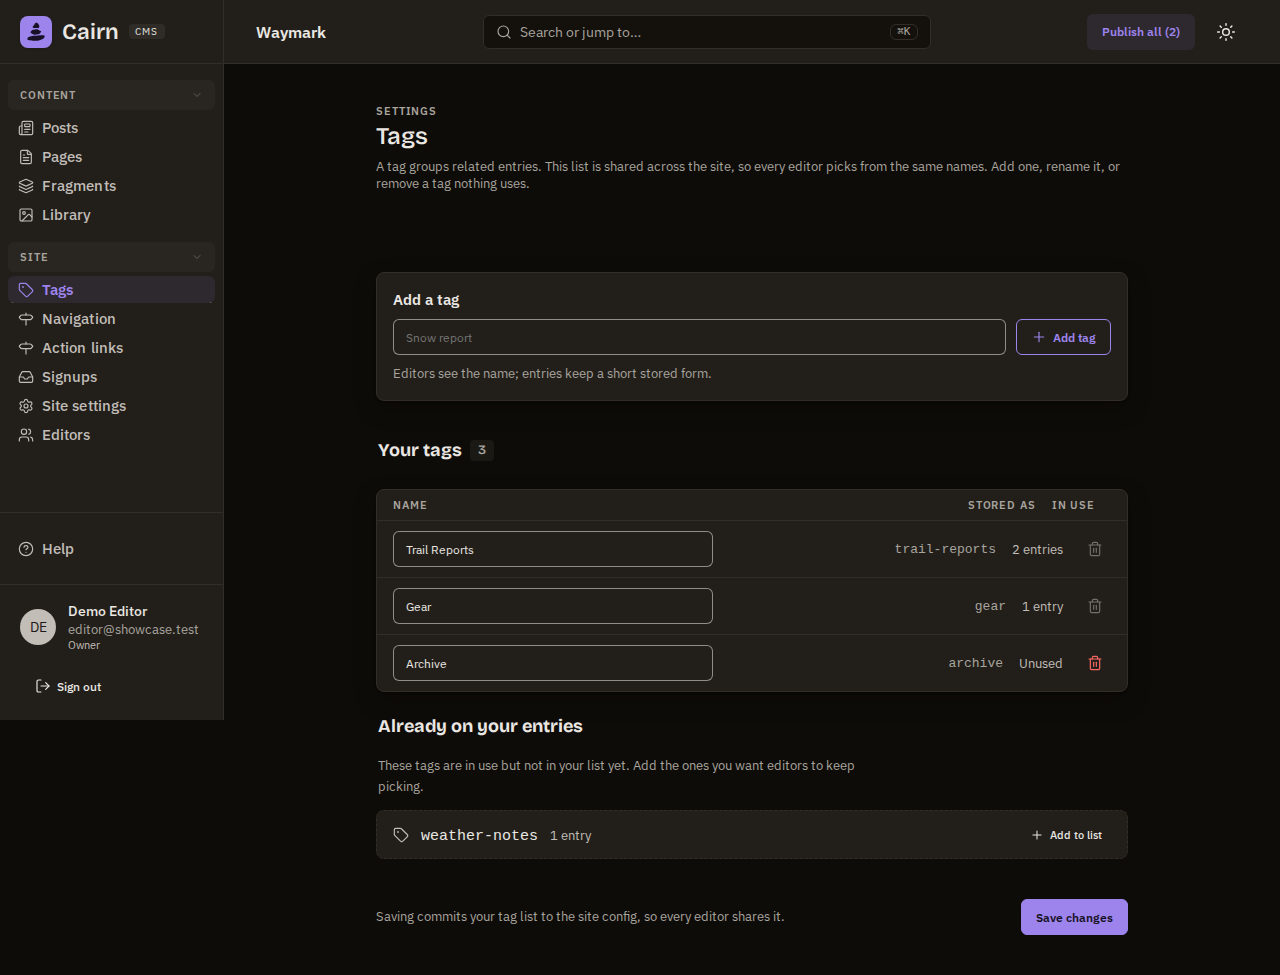 Cairn CMS
Waymark
Search or jump to...
⌘K
Publish all (2)
CONTENT
Posts
Pages
Fragments
Library
SITE
Tags
Navigation
Action links
Signups
Site settings
Editors
Help
DE
Demo Editor
editor@showcase.test
Owner
Sign out
SETTINGS
Tags
A tag groups related entries. This list is shared across the site, so every editor picks from the same names. Add one, rename it, or
remove a tag nothing uses.
Add a tag
Snow report
Add tag
Editors see the name; entries keep a short stored form.
Your tags 3
NAME STORED AS IN USE
Trail Reports trail-reports 2 entries
Gear gear 1 entry
Archive archive Unused
Already on your entries
These tags are in use but not in your list yet. Add the ones you want editors to keep
picking.
weather-notes 1 entry Add to list
Saving commits your tag list to the site config, so every editor shares it.
Save changes